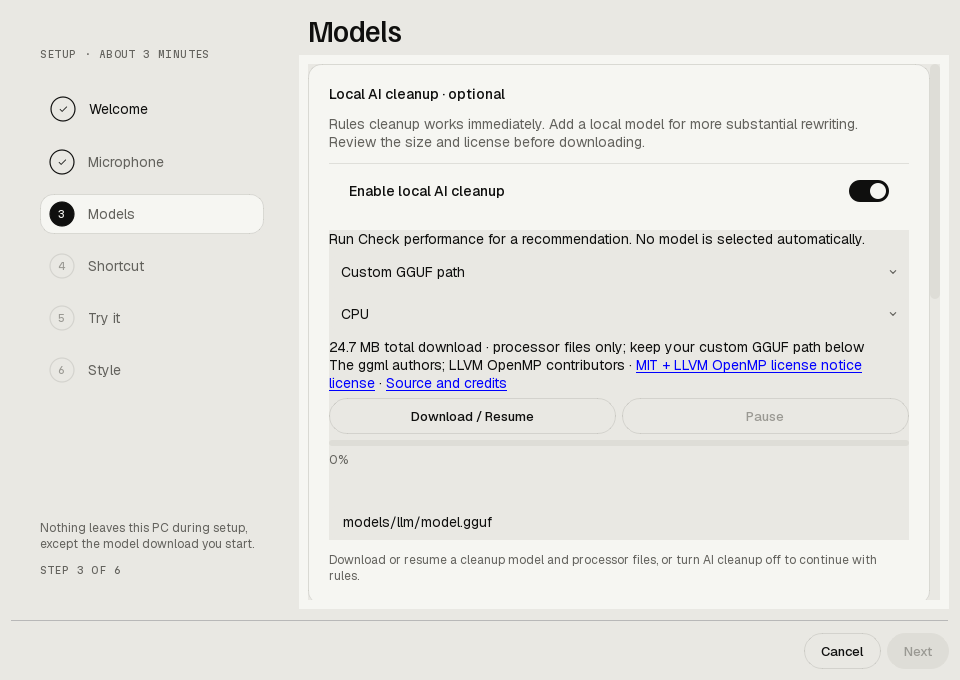 Models
SETUP · ABOUT 3 MINUTES
Welcome
Microphone
3 Models
4 Shortcut
5 Try it
6 Style
Nothing leaves this PC during setup,
except the model download you start.
STEP 3 OF 6
Local AI cleanup · optional
Rules cleanup works immediately. Add a local model for more substantial rewriting.
Review the size and license before downloading.
Enable local AI cleanup
Run Check performance for a recommendation. No model is selected automatically.
Custom GGUF path
CPU
24.7 MB total download · processor files only; keep your custom GGUF path below
The ggml authors; LLVM OpenMP contributors · MIT + LLVM OpenMP license notice
license · Source and credits
Download / Resume Pause
0%
models/llm/model.gguf
Download or resume a cleanup model and processor files, or turn AI cleanup off to continue with
rules.
Cancel Next